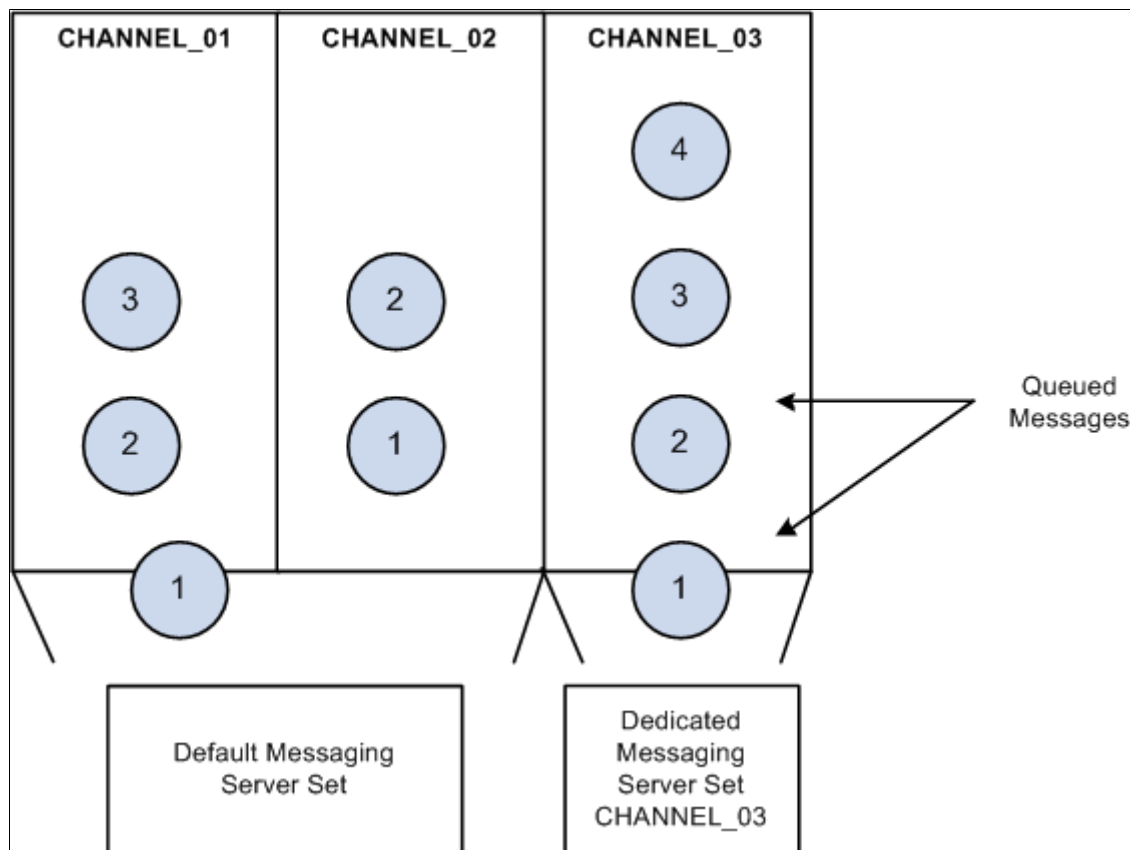 CHANNEL_01
CHANNEL_02
CHANNEL_03
4
3
2
3
2
1
2
1
1
Queued
Messages
Default Messaging
Server Set
Dedicated
Messaging
Server Set
CHANNEL_03